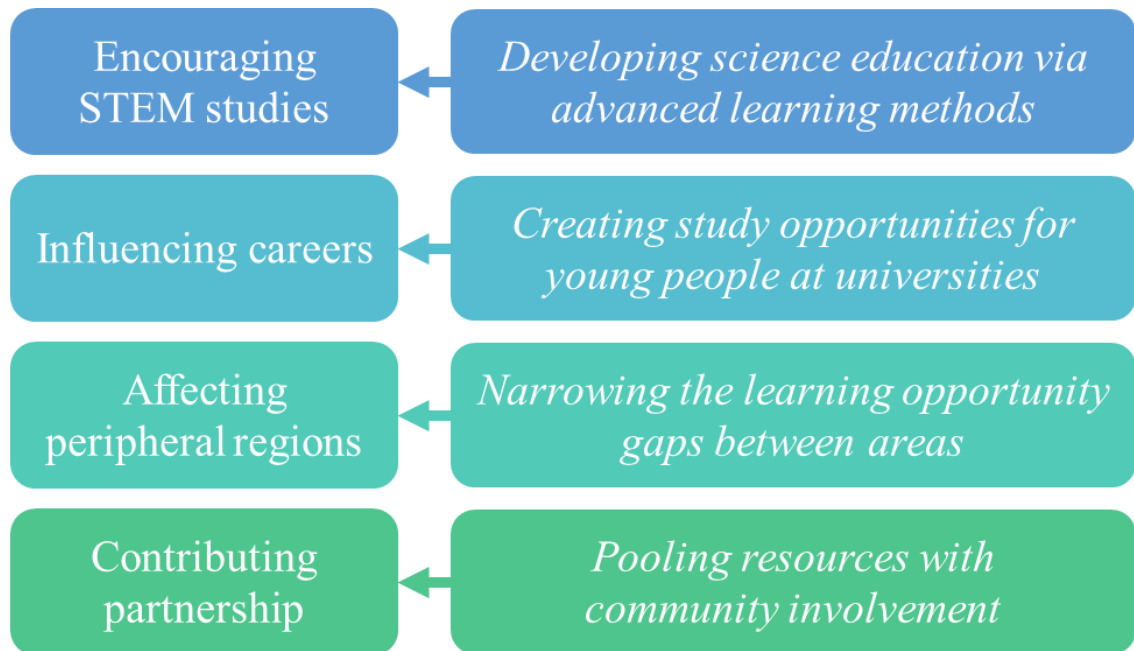 Encouraging
STEM studies
Developing science education via
advanced learning methods
Influencing careers
Creating study opportunities for
young people at universities
Affecting
peripheral regions
Narrowing the learning opportunity
gaps between areas
Contributing
partnership
Pooling resources with
community involvement